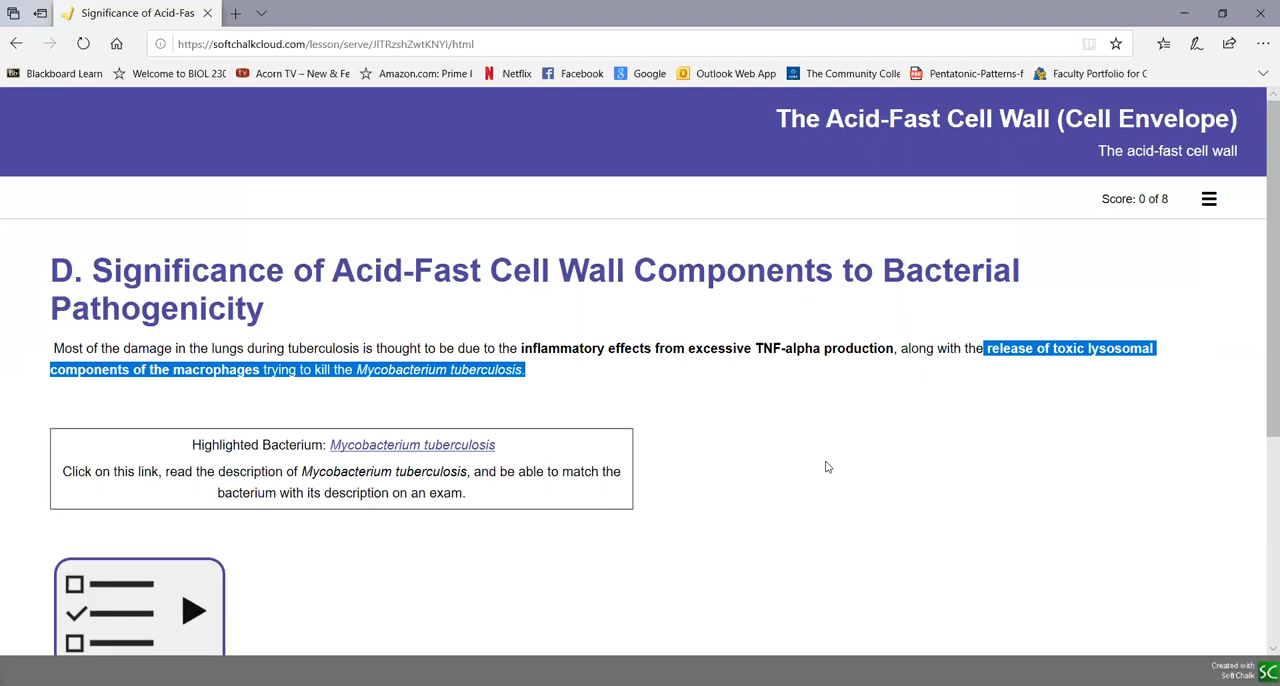 Significance of Acid-Fas
https://softchalkcloud.com/lesson/serve/JlTRzshZwtKNYI/html
Bb Blackboard Learn Welcome to BIOL 230 Acorn TV – New & Fe Amazon.com: Prime I Netflix Facebook Google Outlook Web App The Community Colle Pentatonic-Patterns-f Faculty Portfolio for C
The Acid-Fast Cell Wall (Cell Envelope)
The acid-fast cell wall
Score: 0 of 8
D. Significance of Acid-Fast Cell Wall Components to Bacterial
Pathogenicity
Most of the damage in the lungs during tuberculosis is thought to be due to the inflammatory effects from excessive TNF-alpha production, along with the release of toxic lysosomal
components of the macrophages trying to kill the Mycobacterium tuberculosis.
Highlighted Bacterium: Mycobacterium tuberculosis
Click on this link, read the description of Mycobacterium tuberculosis, and be able to match the
bacterium with its description on an exam.
Created with
SoftChalk
SC